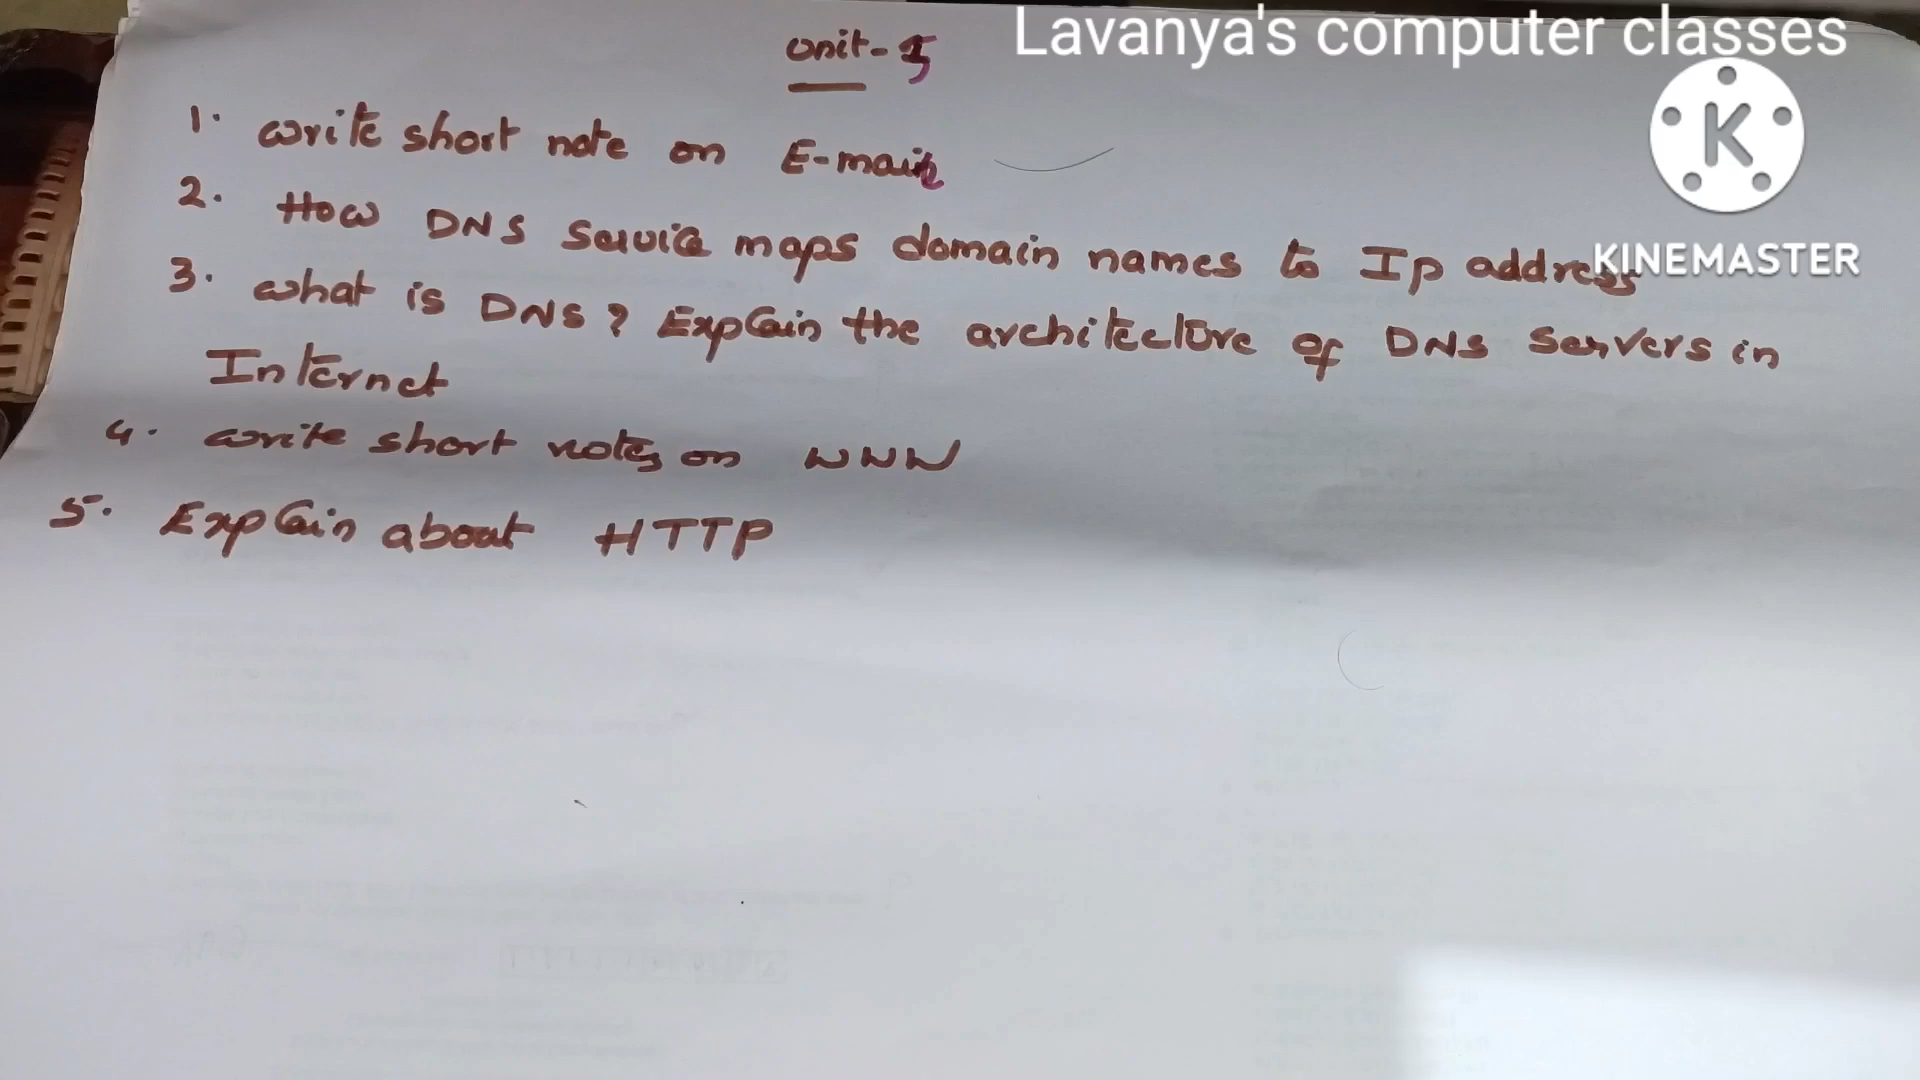 Lavanya's computer classes
unit-5
K
KINEMASTER
1. write short note on E-mail
2. How DNS Service maps domain names to Ip address
3. what is DNS? Explain the architecture of DNS Servers in
Internet
4. write short notes on WWW
5. Explain about HTTP